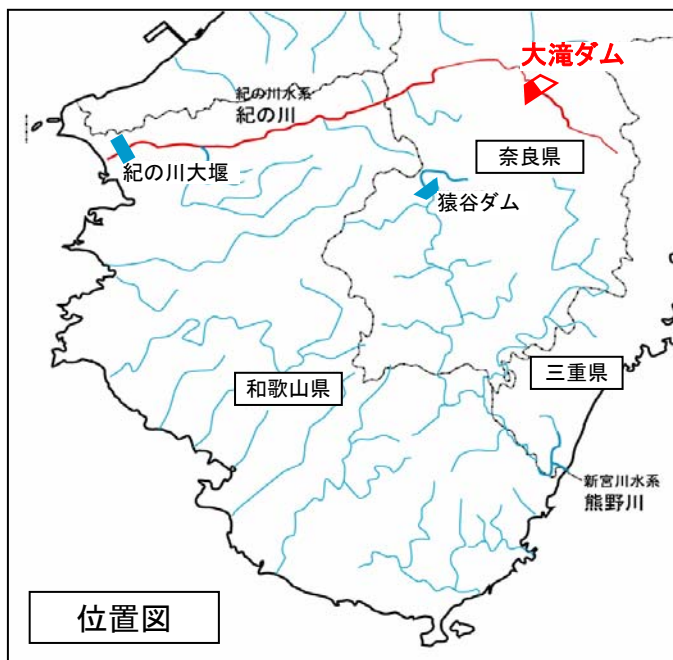 大滝ダム
紀の川水系
紀の川
奈良県
紀の川大堰
猿谷ダム
三重県
和歌山県
新宮川水系
熊野川
位置図